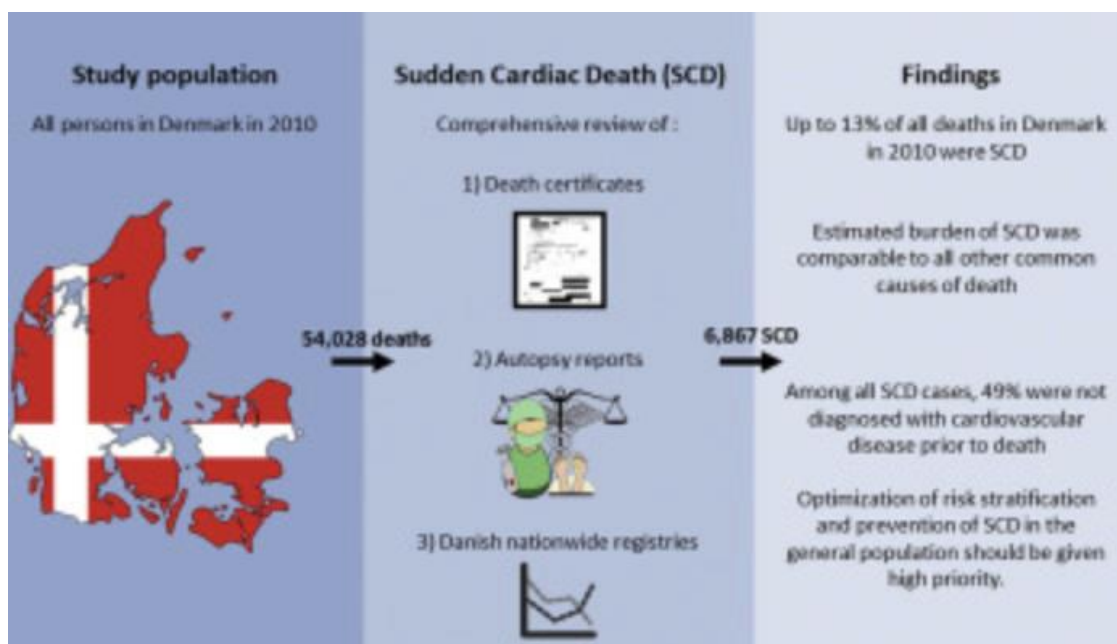 Study population
All persons in Denmark in 2010
54,028 deaths
Sudden Cardiac Death (SCD)
Comprehensive review of :
1) Death certificates
2) Autopsy reports
3) Danish nationwide registries
6,867 SCD
Findings
Up to 13% of all deaths in Denmark
in 2010 were SCD
Estimated burden of SCD was
comparable to all other common
causes of death
Among all SCD cases, 49% were not
diagnosed with cardiovascular
disease prior to death
Optimization of risk stratification
and prevention of SCD in the
general population should be given
high priority.